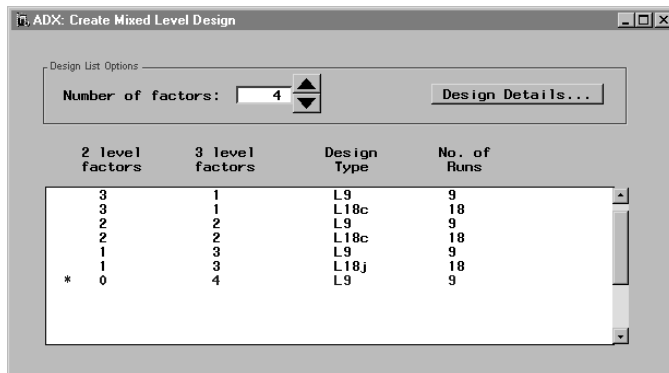 ADX: Create Mixed Level Design
Design List Options
Number of factors: 4 Design Details...
2 level factors 3 level factors Design Type No. of Runs
3 1 L9 9
3 1 L18c 18
2 2 L9 9
2 2 L18c 18
1 3 L9 9
1 3 L18j 18
* 0 4 L9 9